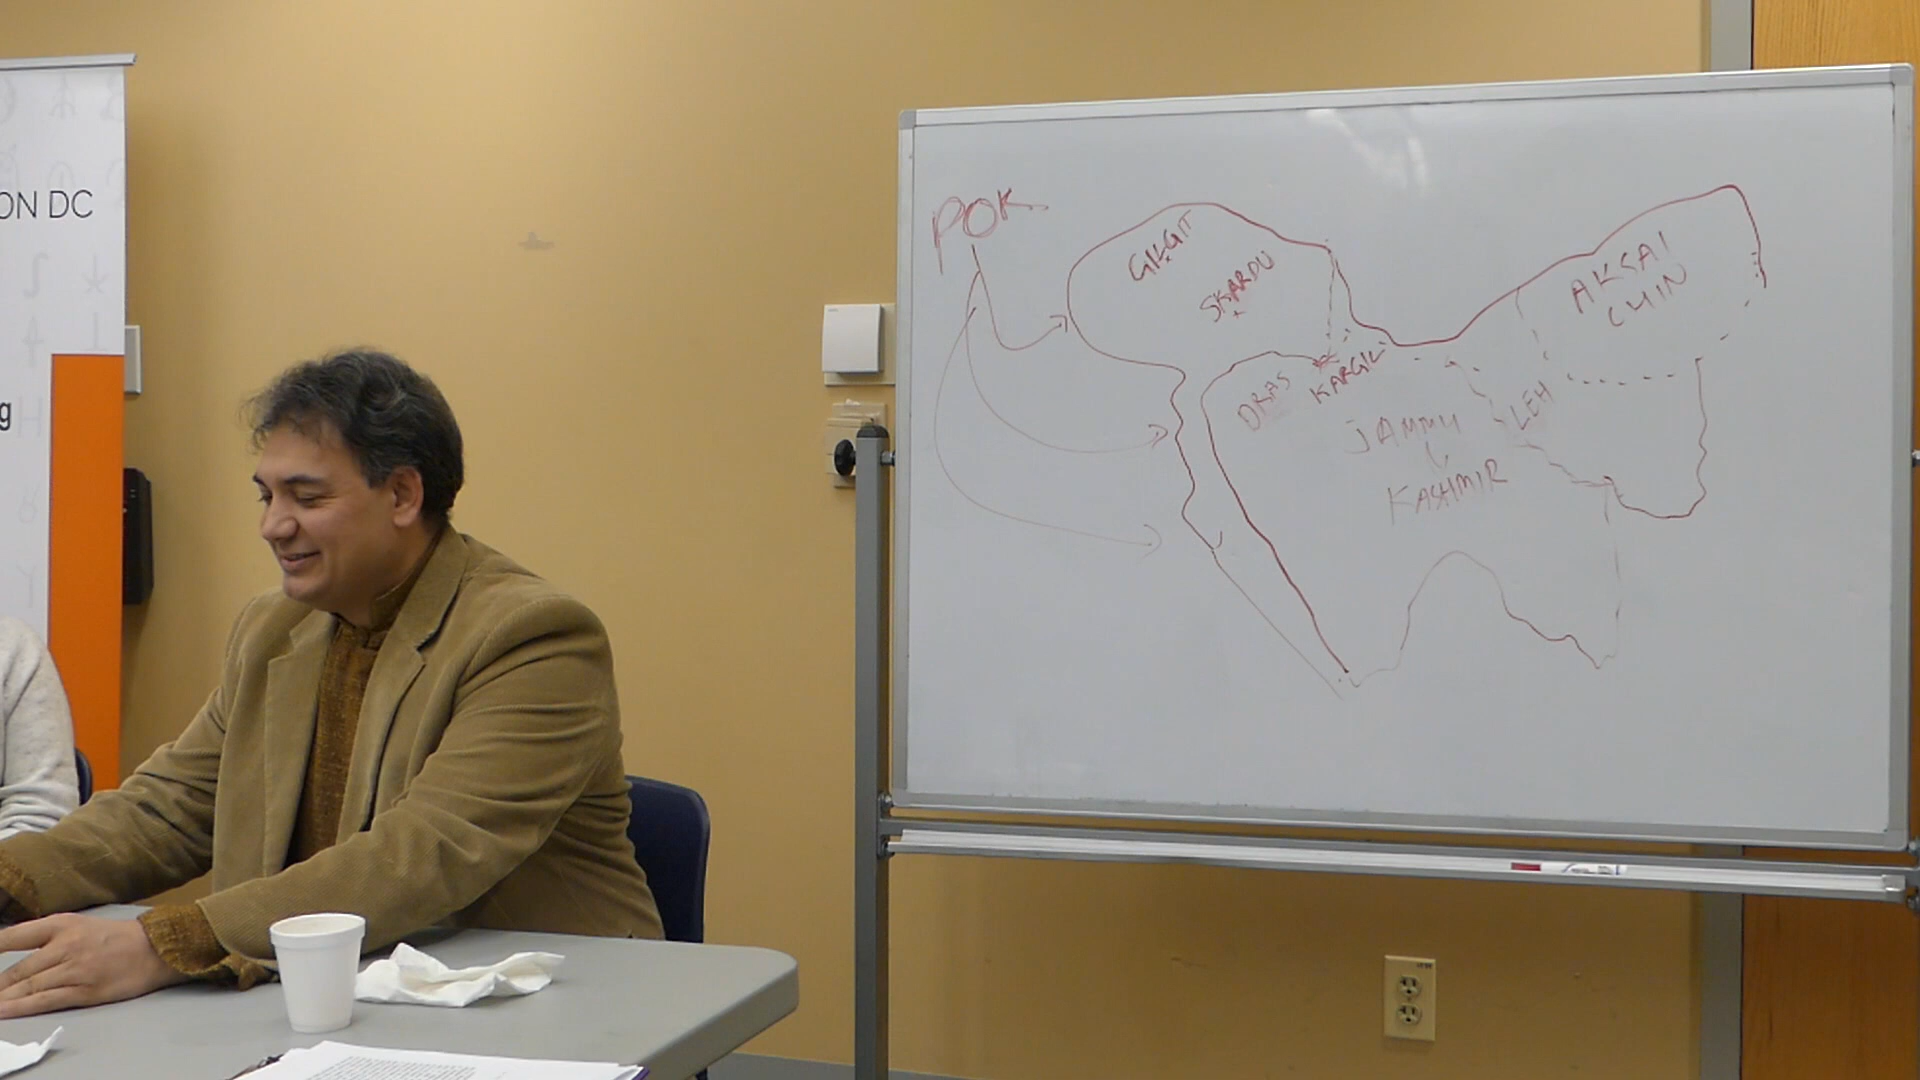 ON DC
g
POK
GILGIT
SKARDU
AKSAI
CHIN
DRAS
KARGIL
LEH
JAMMU
&
KASHMIR